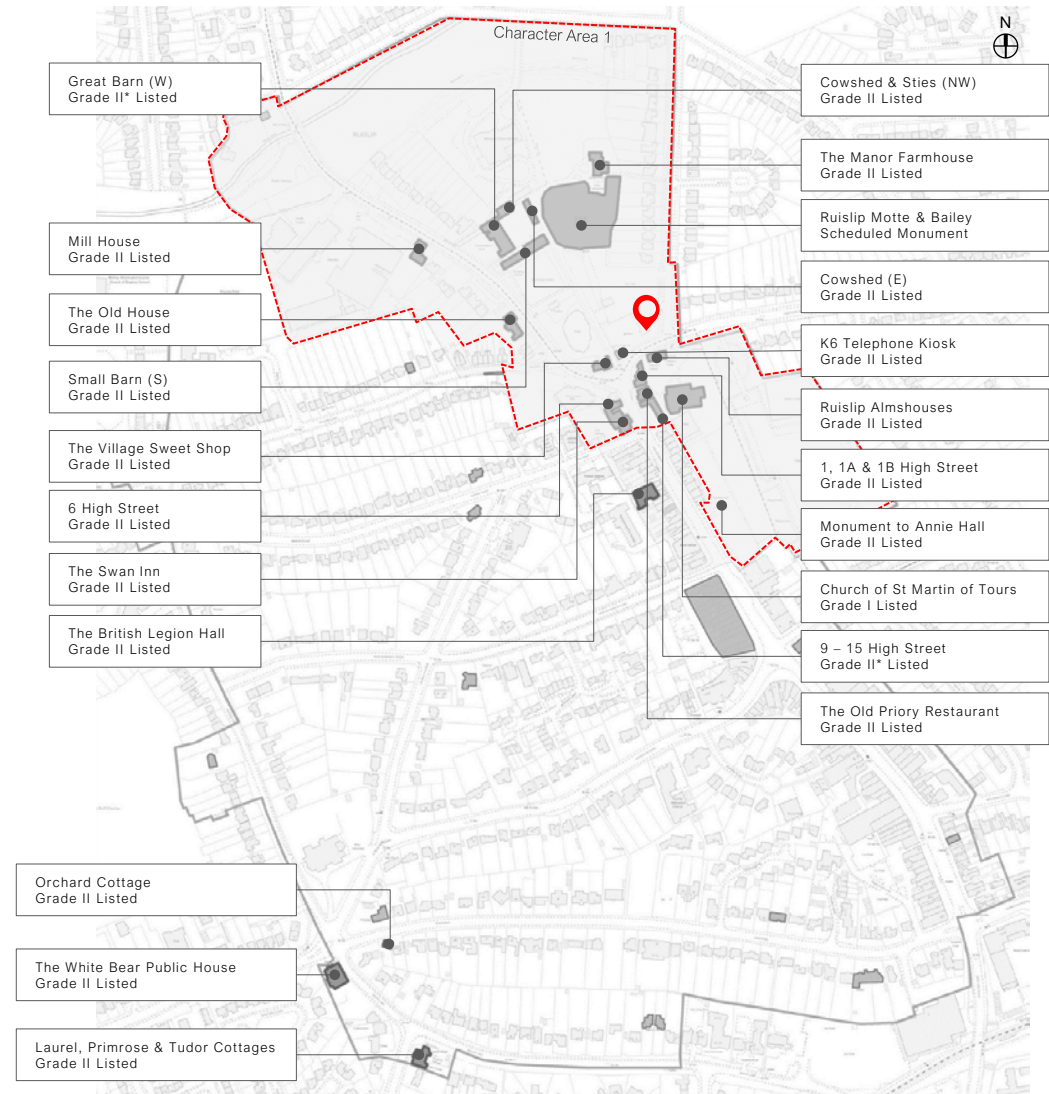 Character Area 1
N
Great Barn (W)
Grade II* Listed
Mill House
Grade II Listed
The Old House
Grade II Listed
Small Barn (S)
Grade II Listed
The Village Sweet Shop
Grade II Listed
6 High Street
Grade II Listed
The Swan Inn
Grade II Listed
The British Legion Hall
Grade II Listed
Orchard Cottage
Grade II Listed
The White Bear Public House
Grade II Listed
Laurel, Primrose & Tudor Cottages
Grade II Listed
Cowshed & Sties (NW)
Grade II Listed
The Manor Farmhouse
Grade II Listed
Ruislip Motte & Bailey
Scheduled Monument
Cowshed (E)
Grade II Listed
K6 Telephone Kiosk
Grade II Listed
Ruislip Almshouses
Grade II Listed
1, 1A & 1B High Street
Grade II Listed
Monument to Annie Hall
Grade II Listed
Church of St Martin of Tours
Grade I Listed
9 – 15 High Street
Grade II* Listed
The Old Priory Restaurant
Grade II Listed